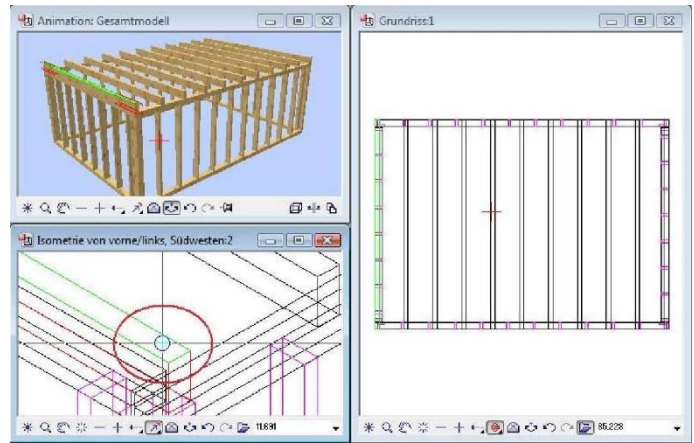 Animation: Gesamtmodell
Grundriss:1
Isometrie von vorne/links, Südwesten:2
11.691
85.228